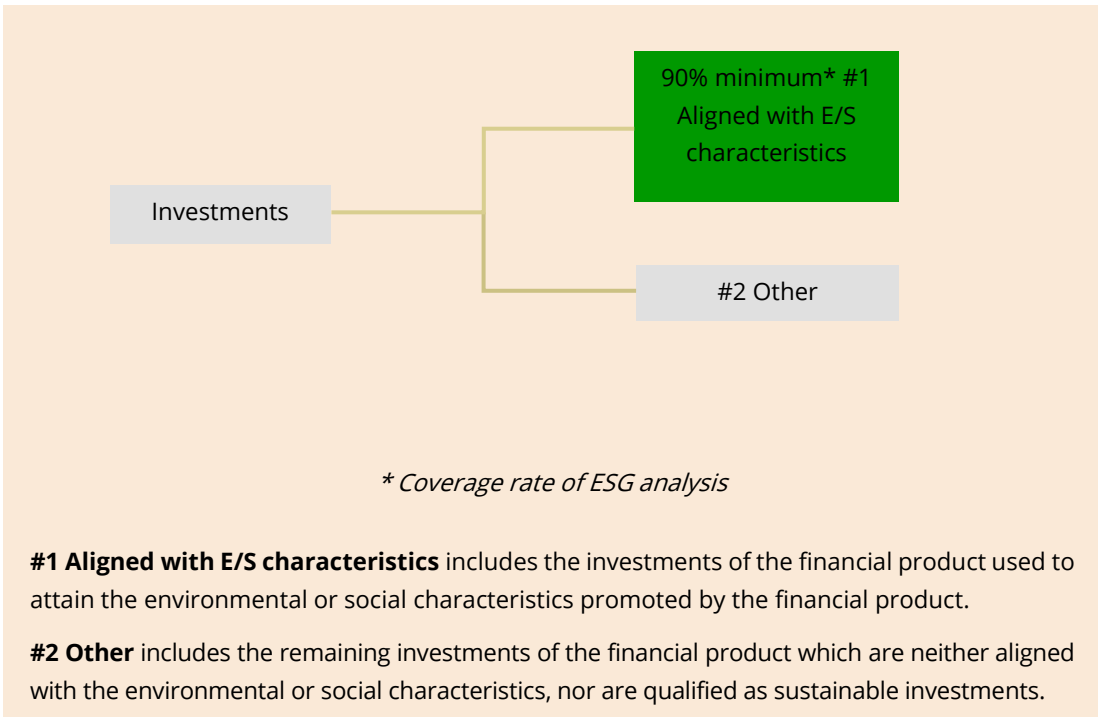 90% minimum* #1
Aligned with E/S
characteristics
Investments
#2 Other
* Coverage rate of ESG analysis
#1 Aligned with E/S characteristics includes the investments of the financial product used to
attain the environmental or social characteristics promoted by the financial product.
#2 Other includes the remaining investments of the financial product which are neither aligned
with the environmental or social characteristics, nor are qualified as sustainable investments.